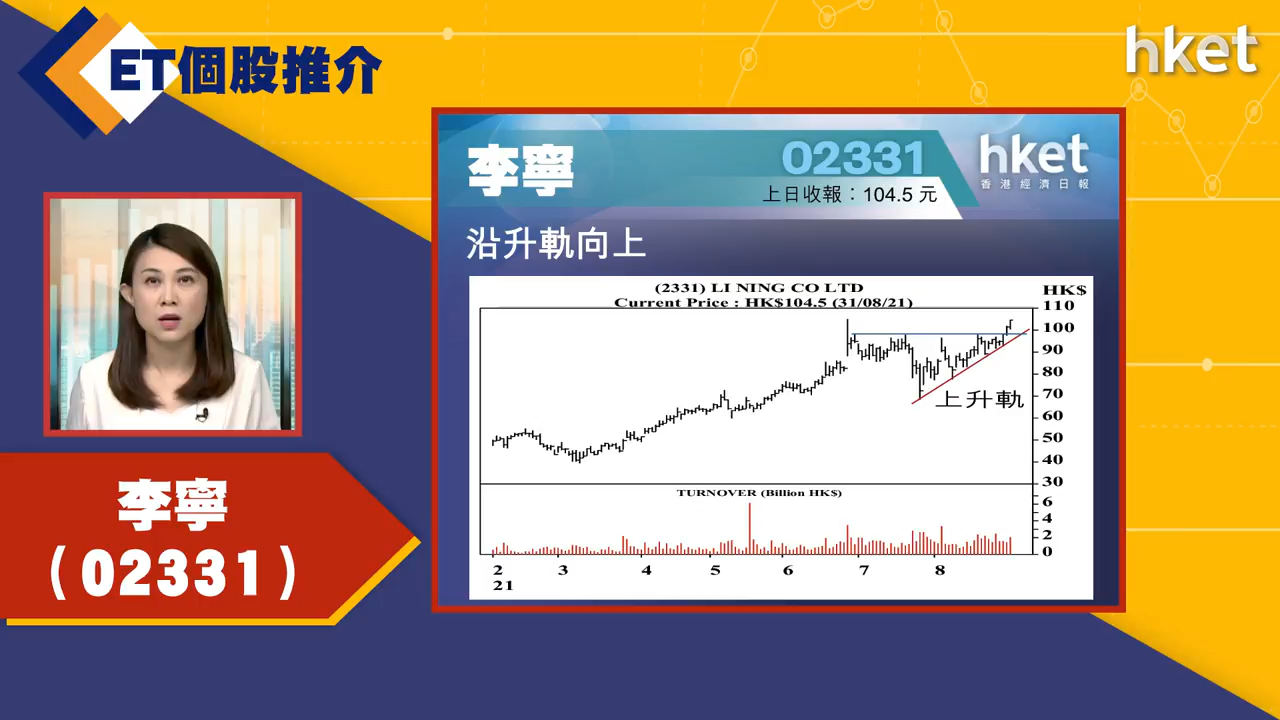 ET個股推介
hket
李寧
02331
hket
香港經濟日報
上日收報：104.5 元
沿升軌向上
(2331) LI NING CO LTD
Current Price : HK$104.5 (31/08/21)
HK$
110
100
90
80
70
60
50
40
30
上升軌
TURNOVER (Billion HK$)
6
4
2
0
2 3 4 5 6 7 8
21
李寧
(02331)